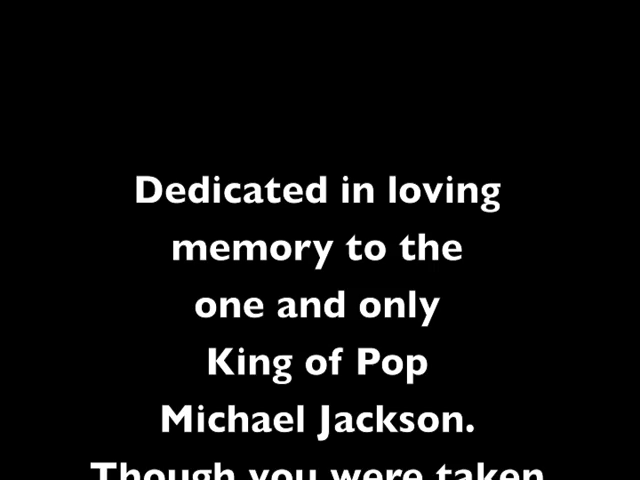 Dedicated in loving
memory to the
one and only
King of Pop
Michael Jackson.
Though you were taken